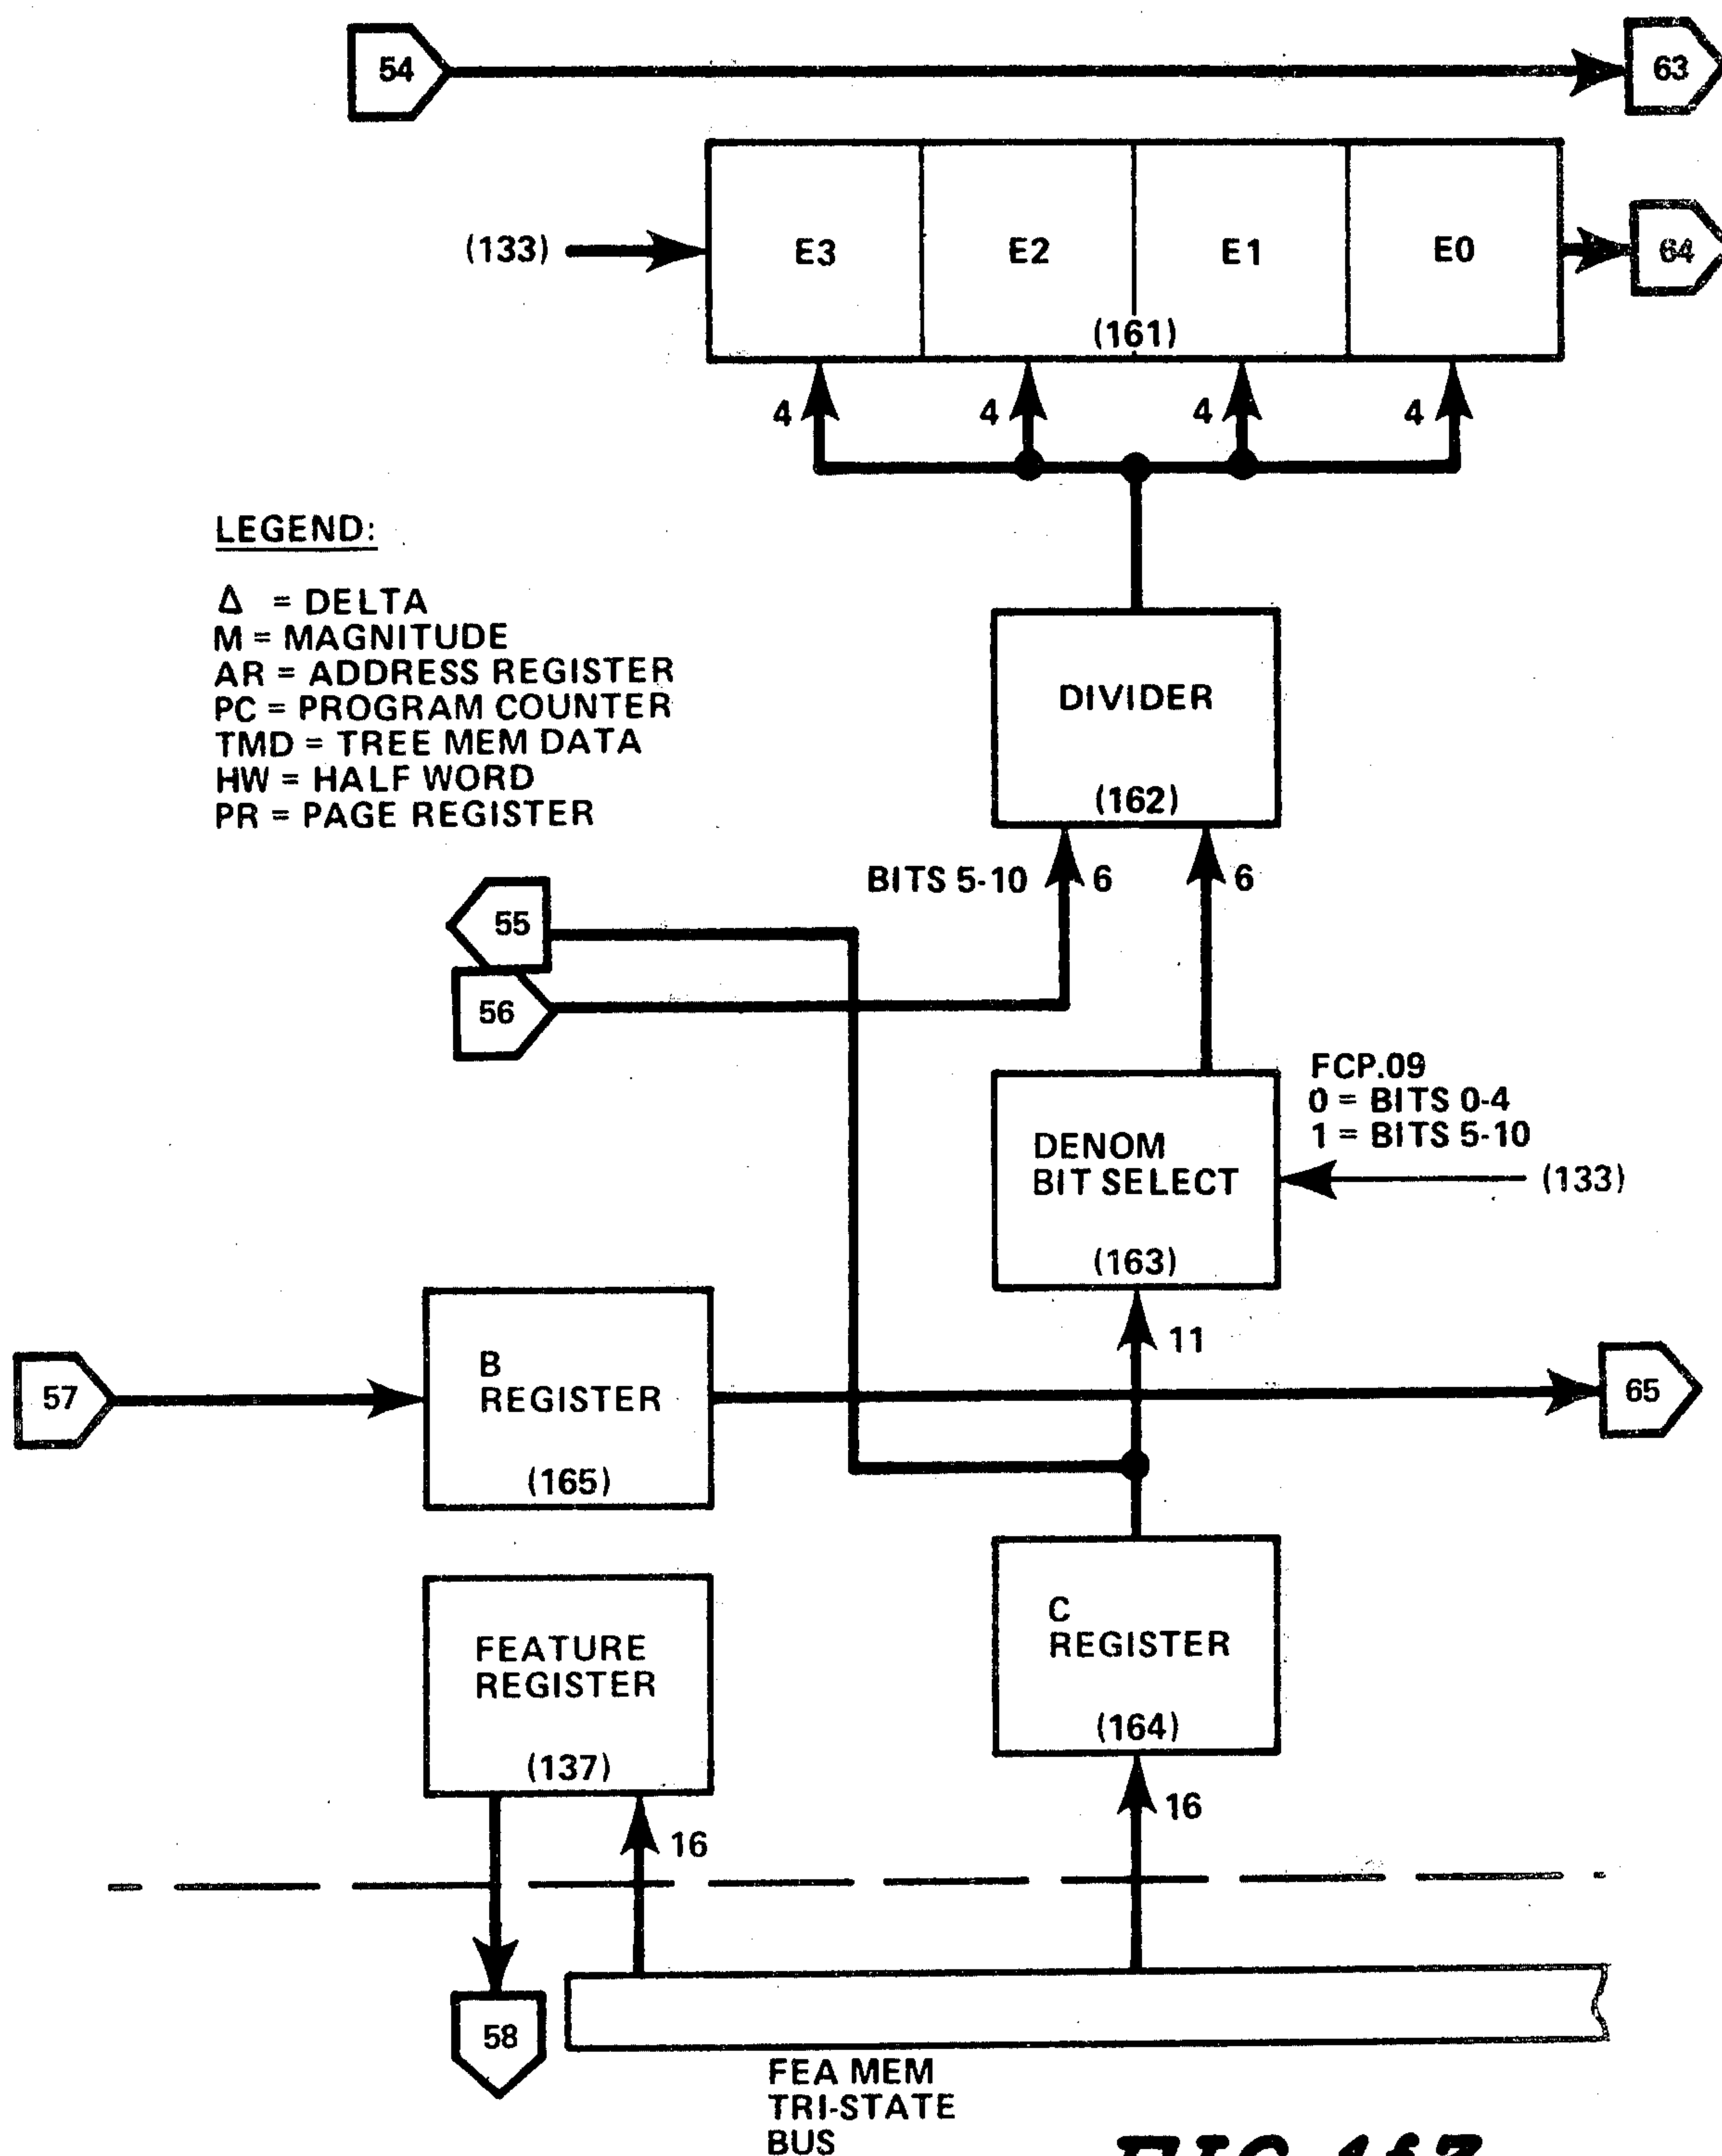 54
63
(133)
E3
E2
E1
E0
64
(161)
4
4
4
4
LEGEND:
Δ = DELTA
M = MAGNITUDE
AR = ADDRESS REGISTER
PC = PROGRAM COUNTER
TMD = TREE MEM DATA
HW = HALF WORD
PR = PAGE REGISTER
DIVIDER
(162)
BITS 5-10
6
6
55
56
FCP.09
0 = BITS 0-4
1 = BITS 5-10
DENOM
BIT SELECT
(133)
(163)
11
B
REGISTER
(165)
57
65
C
REGISTER
(164)
FEATURE
REGISTER
(137)
16
16
58
FEA MEM
TRI-STATE
BUS